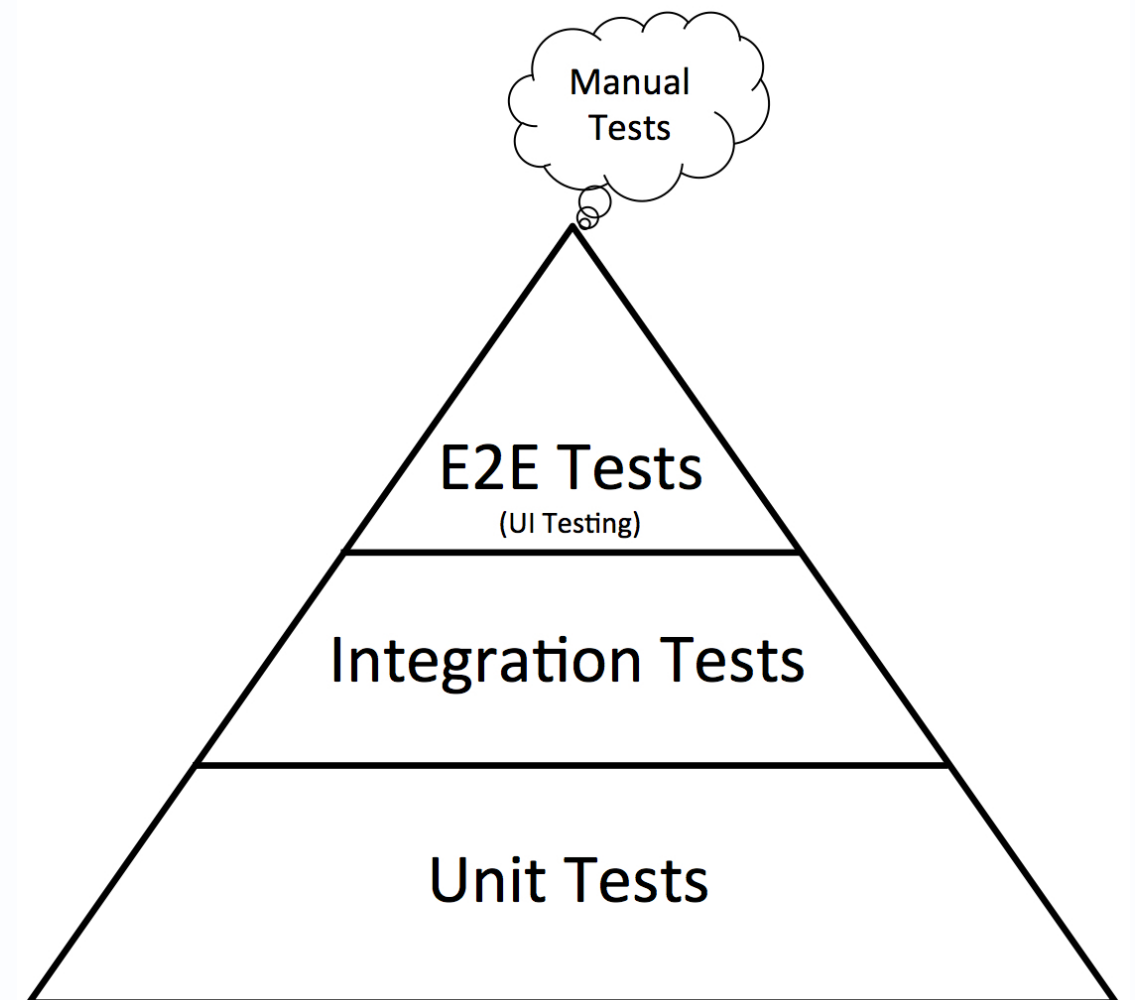 Manual
Tests
E2E Tests
(UI Testing)
Integration Tests
Unit Tests